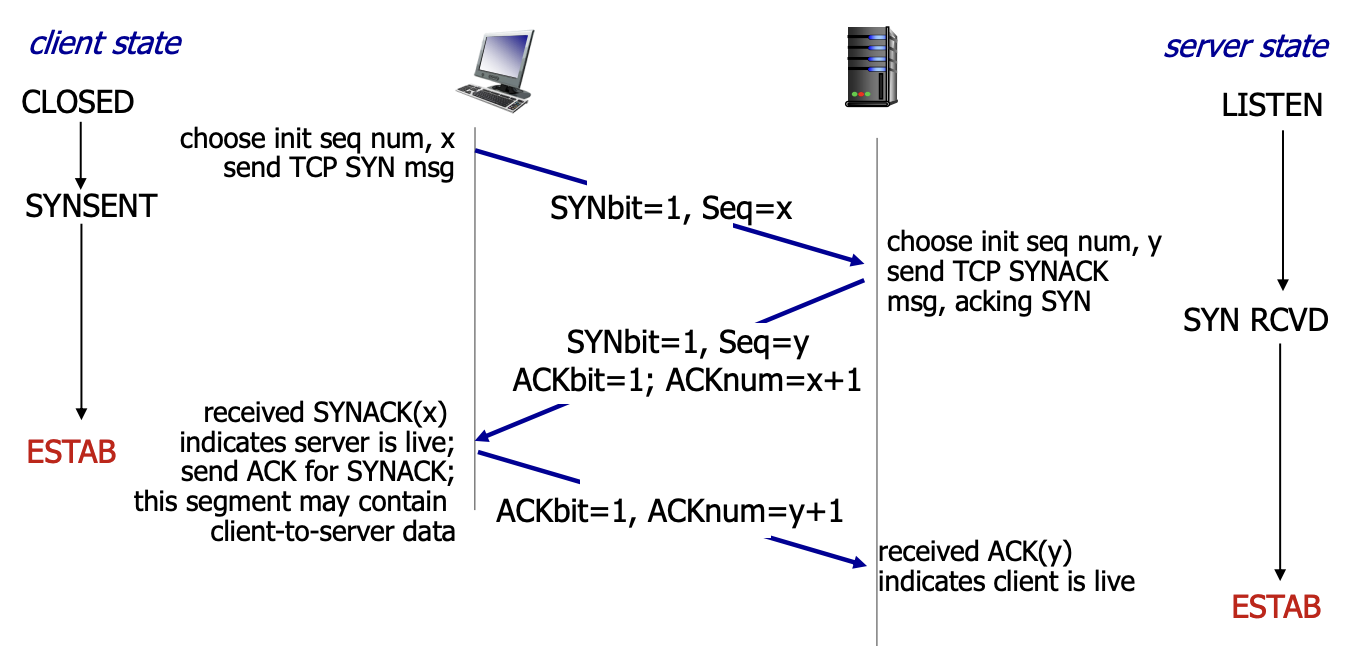 client state
server state
CLOSED
LISTEN
choose init seq num, x
send TCP SYN msg
SYNSENT
SYNbit=1, Seq=x
choose init seq num, y
send TCP SYNACK
msg, acking SYN
SYN RCVD
SYNbit=1, Seq=y
ACKbit=1; ACKnum=x+1
received SYNACK(x)
indicates server is live;
send ACK for SYNACK;
this segment may contain
client-to-server data
ESTAB
ACKbit=1, ACKnum=y+1
received ACK(y)
indicates client is live
ESTAB